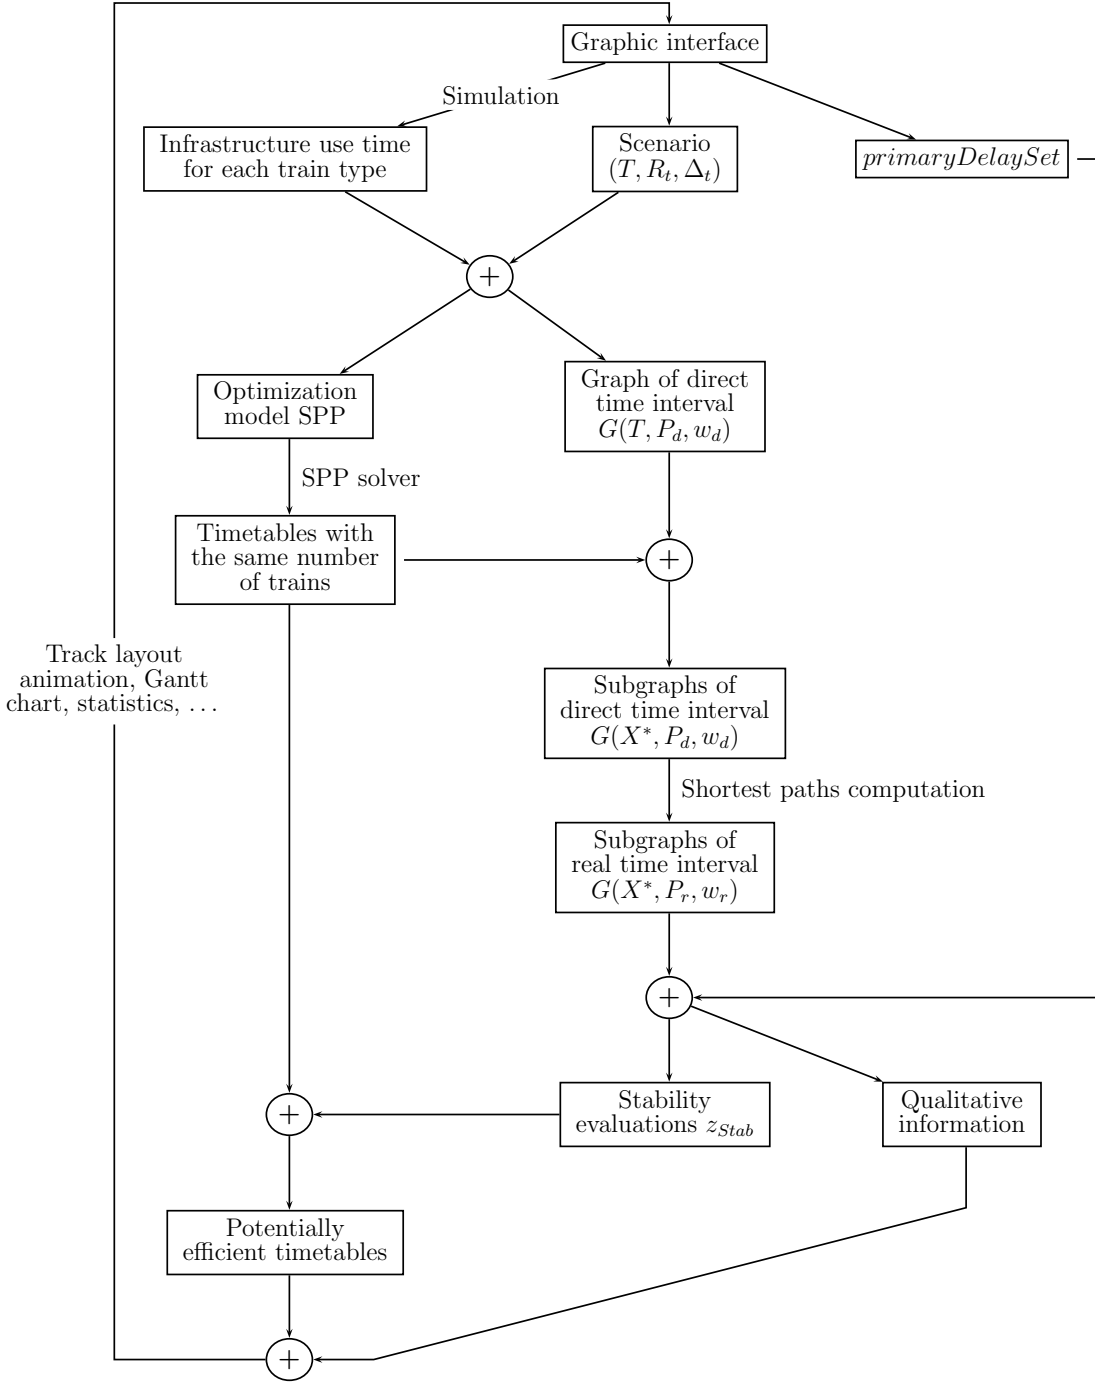 Graphic interface
Simulation
Infrastructure use time
for each train type
Scenario
(T, R_t, Δ_t)
primaryDelaySet
+
Optimization
model SPP
Graph of direct
time interval
G(T, P_d, w_d)
SPP solver
Timetables with
the same number
of trains
+
Track layout
animation, Gantt
chart, statistics, ...
Subgraphs of
direct time interval
G(X*, P_d, w_d)
Shortest paths computation
Subgraphs of
real time interval
G(X*, P_r, w_r)
+
+
Stability
evaluations z_Stab
Qualitative
information
Potentially
efficient timetables
+